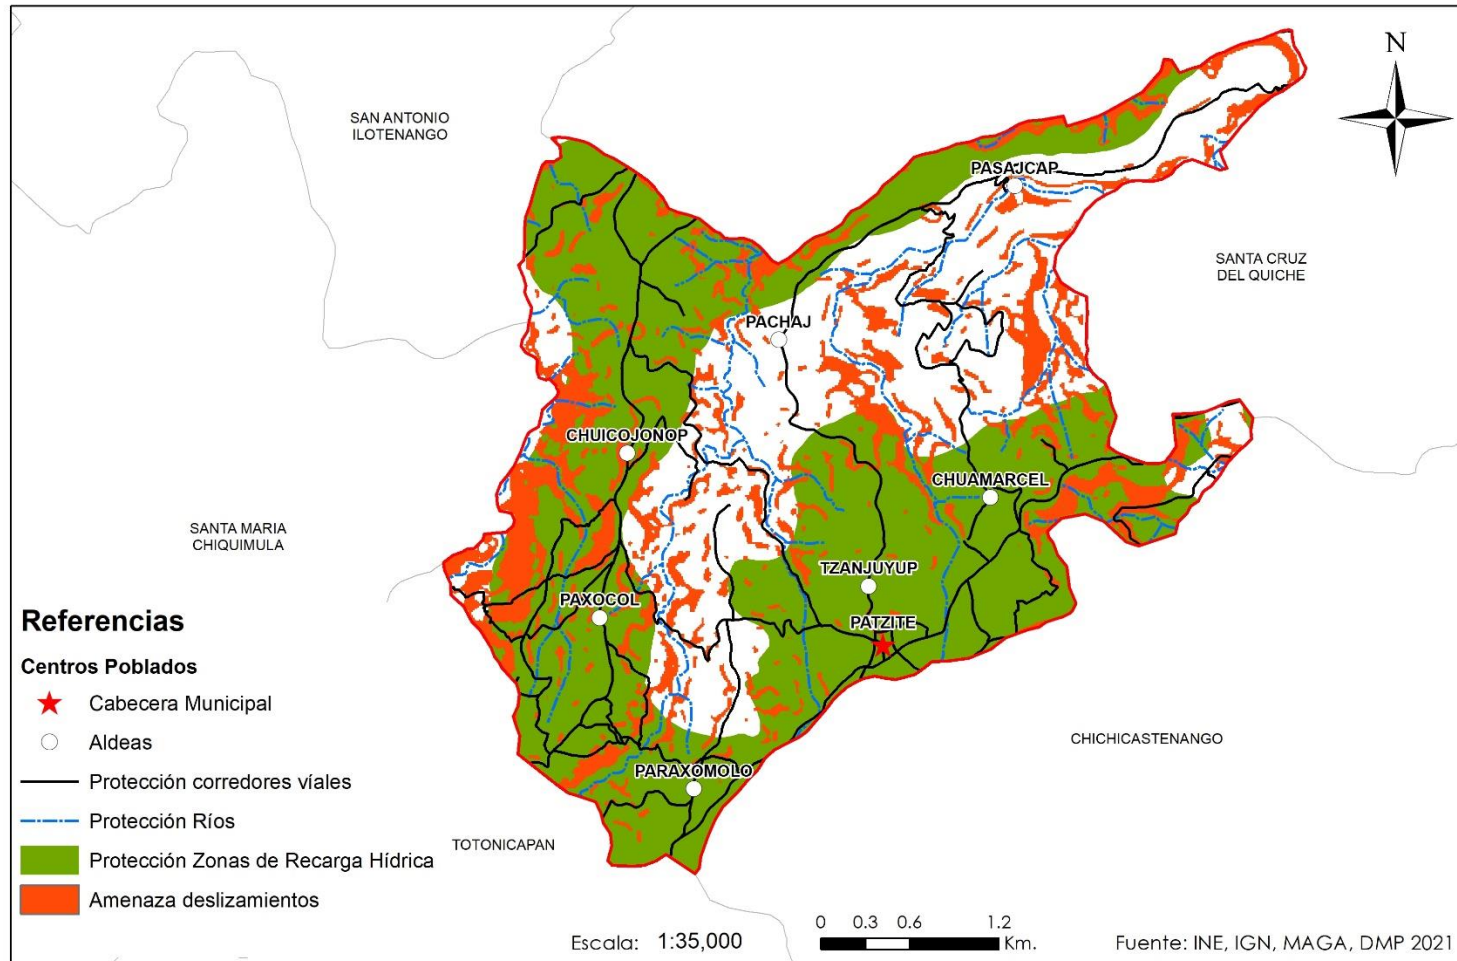 N
SAN ANTONIO
ILOTENANGO
PASAJCAP
SANTA CRUZ
DEL QUICHE
PACHAJ
CHUICOJONOP
CHUAMARCEL
SANTA MARIA
CHIQUIMULA
TZANJUYUP
PAXOCOL
PATZITE
CHICHICASTENANGO
PARAXOMOLO
TOTONICAPAN
Referencias
Centros Poblados
Cabecera Municipal
Aldeas
Protección corredores víales
Protección Ríos
Protección Zonas de Recarga Hídrica
Amenaza deslizamientos
Escala: 1:35,000
0 0.3 0.6 1.2
Km.
Fuente: INE, IGN, MAGA, DMP 2021